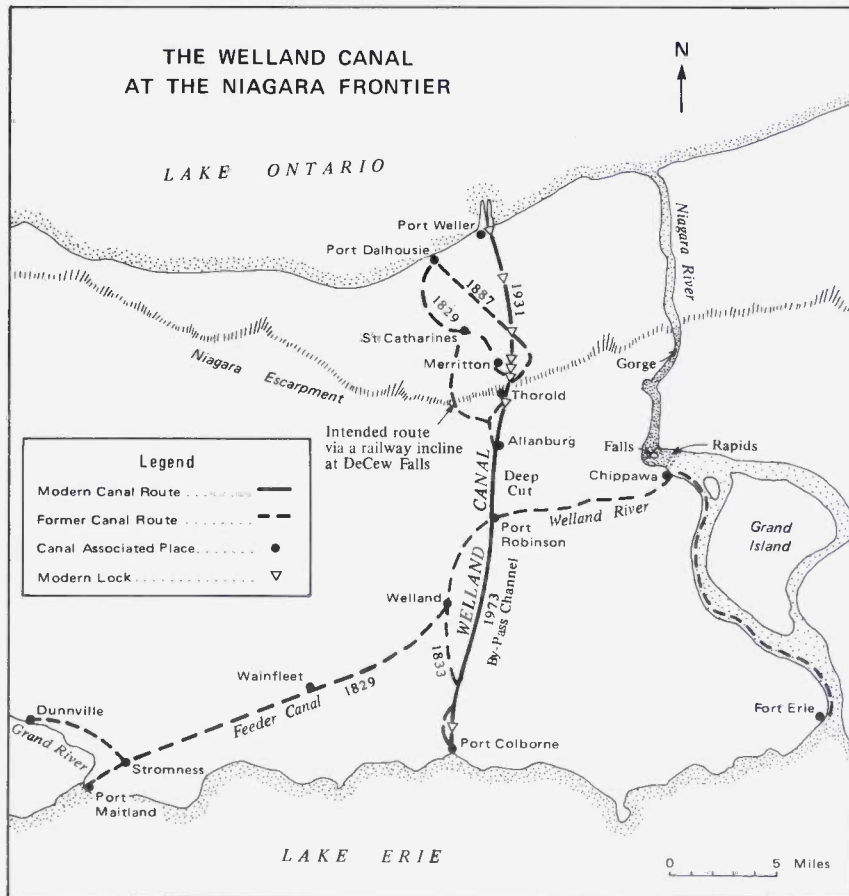 THE WELLAND CANAL
AT THE NIAGARA FRONTIER
N
LAKE ONTARIO
Port Weller
Port Dalhousie
Niagara River
1829
1887
1931
St Catharines
Merritton
Gorge
Niagara Escarpment
Thorold
Intended route
via a railway incline
at DeCew Falls
Allanburg
Falls
Rapids
Chippawa
Deep
Cut
WELLAND CANAL
Welland River
Port
Robinson
Grand
Island
Legend
Modern Canal Route
Former Canal Route
Canal Associated Place
Modern Lock
Welland
1973
By-Pass Channel
1833
Wainfleet
1829
Feeder Canal
Dunnville
Grand River
Stromness
Port
Maitland
Port Colborne
Fort Erie
LAKE ERIE
0 5 Miles